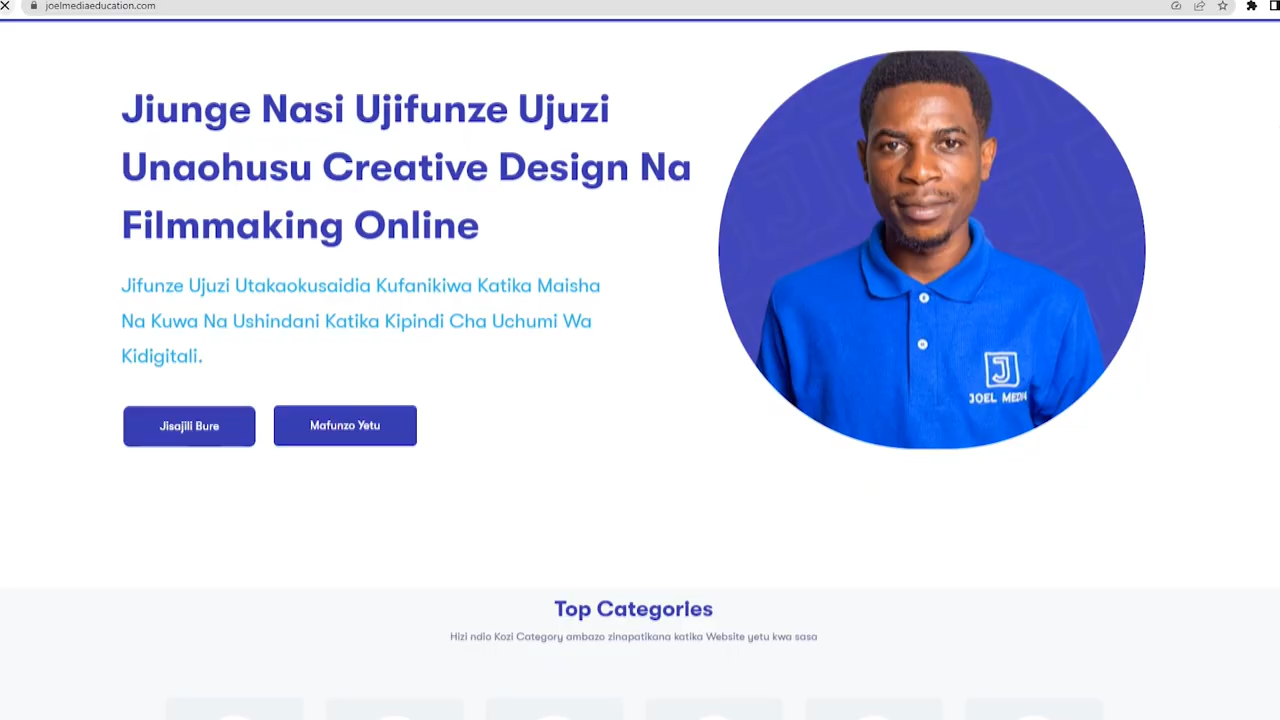 joelmediaeducation.com
Jiunge Nasi Ujifunze Ujuzi
Unaohusu Creative Design Na
Filmmaking Online
Jifunze Ujuzi Utakaokusaidia Kufanikiwa Katika Maisha
Na Kuwa Na Ushindani Katika Kipindi Cha Uchumi Wa
Kidigitali.
Jisajili Bure
Mafunzo Yetu
J
JOEL MEDIA
Top Categories
Hizi ndio Kozi Category ambazo zinapatikana katika Website yetu kwa sasa